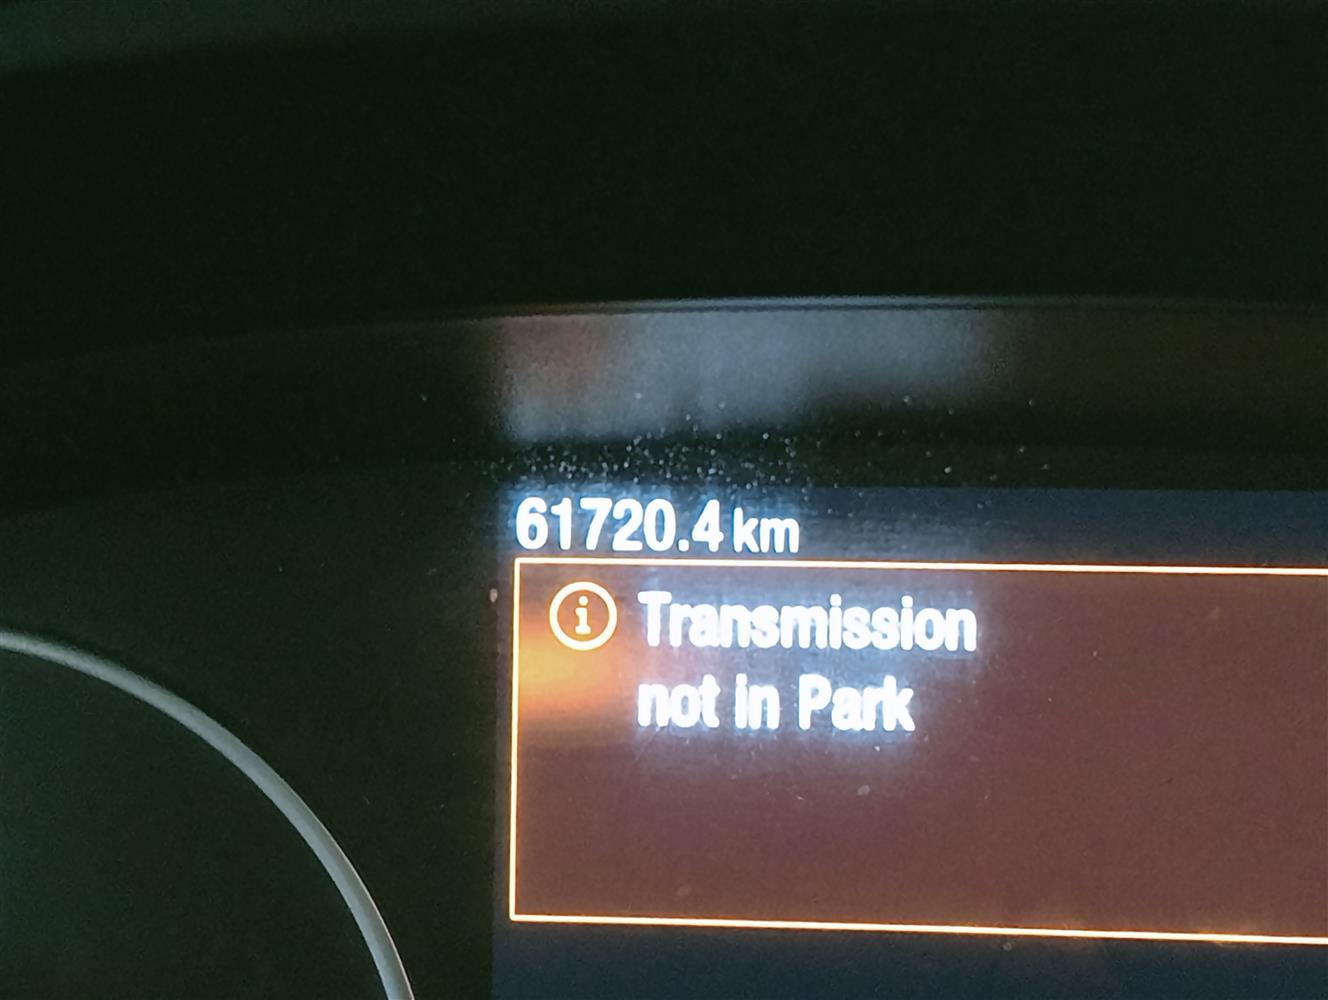 61720.4 km
i Transmission
not in Park